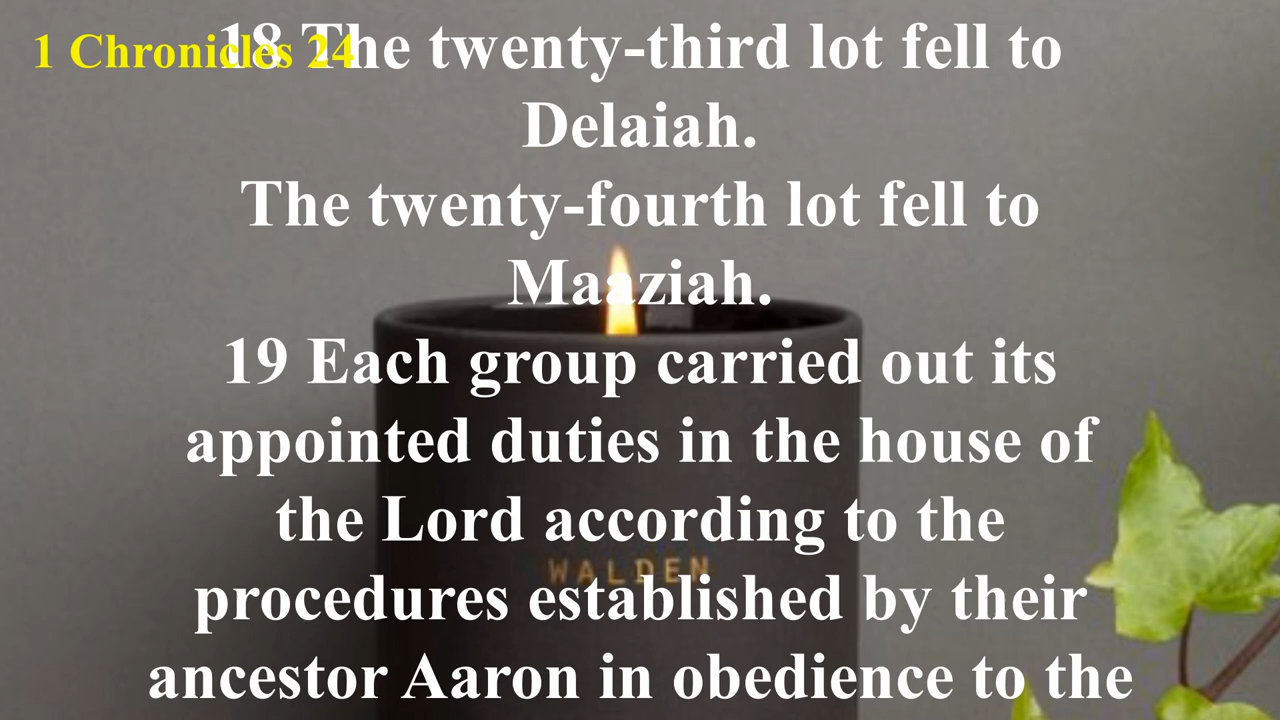 1 Chronicles 24
18 The twenty-third lot fell to
Delaiah.
The twenty-fourth lot fell to
Maaziah.
19 Each group carried out its
appointed duties in the house of
the Lord according to the
WALDEN
procedures established by their
ancestor Aaron in obedience to the